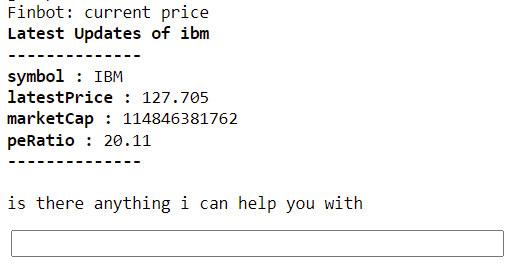 Finbot: current price
Latest Updates of ibm
--------------
symbol : IBM
latestPrice : 127.705
marketCap : 114846381762
peRatio : 20.11
--------------
is there anything i can help you with